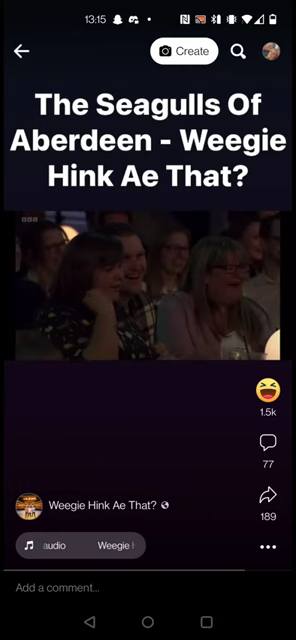 13:15
Create
The Seagulls Of
Aberdeen - Weegie
Hink Ae That?
BBC
1.5k
77
189
Weegie Hink Ae That?
audio Weegie
Add a comment...